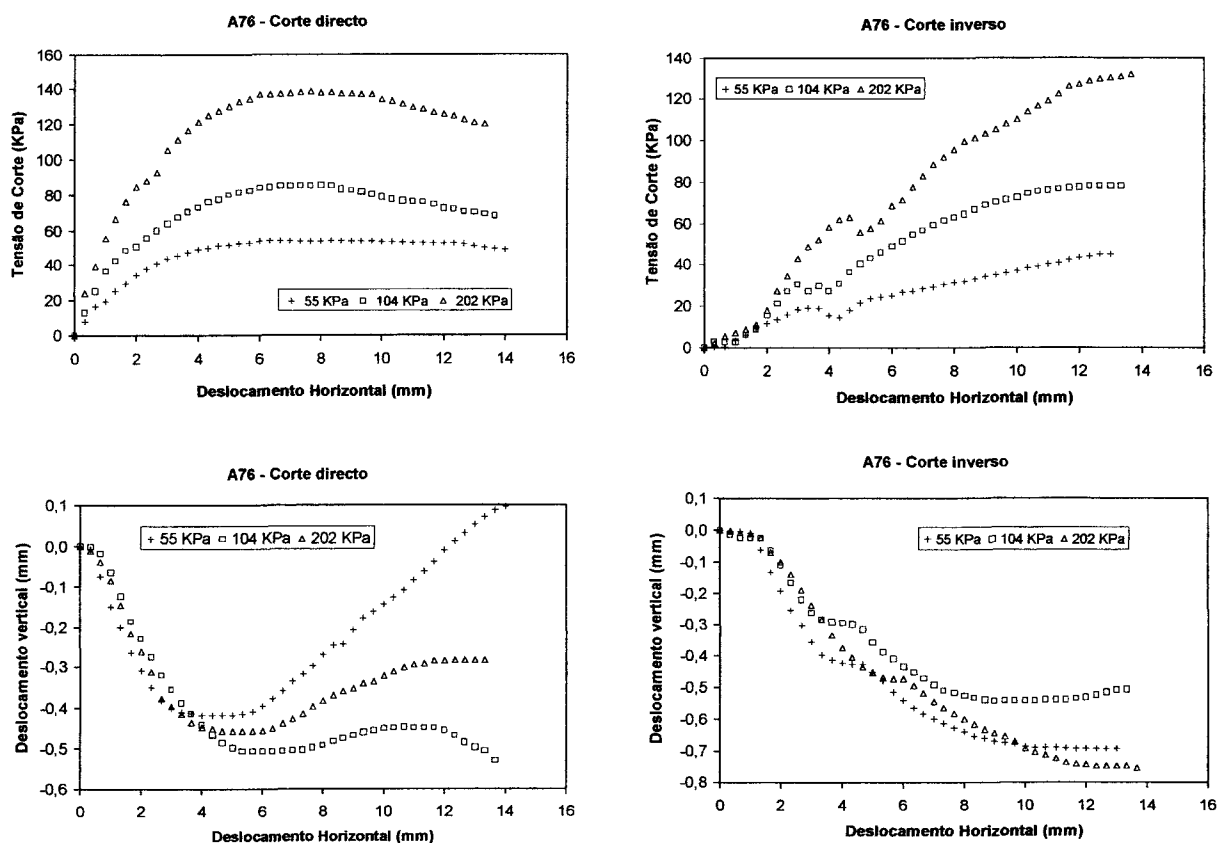 A76 - Corte directo
Tensão de Corte (KPa)
160
140
120
100
80
60
40
20
0
+ 55 KPa □ 104 KPa △ 202 KPa
0 2 4 6 8 10 12 14 16
Deslocamento Horizontal (mm)
A76 - Corte inverso
Tensão de Corte (KPa)
140
120
100
80
60
40
20
0
+ 55 KPa □ 104 KPa △ 202 KPa
0 2 4 6 8 10 12 14 16
Deslocamento Horizontal (mm)
A76 - Corte directo
Deslocamento vertical (mm)
0,1
0,0
-0,1
-0,2
-0,3
-0,4
-0,5
-0,6
+ 55 KPa □ 104 KPa △ 202 KPa
0 2 4 6 8 10 12 14 16
Deslocamento Horizontal (mm)
A76 - Corte inverso
Deslocamento vertical (mm)
0,1
0,0
-0,1
-0,2
-0,3
-0,4
-0,5
-0,6
-0,7
-0,8
+ 55 KPa □ 104 KPa △ 202 KPa
0 2 4 6 8 10 12 14 16
Deslocamento Horizontal (mm)